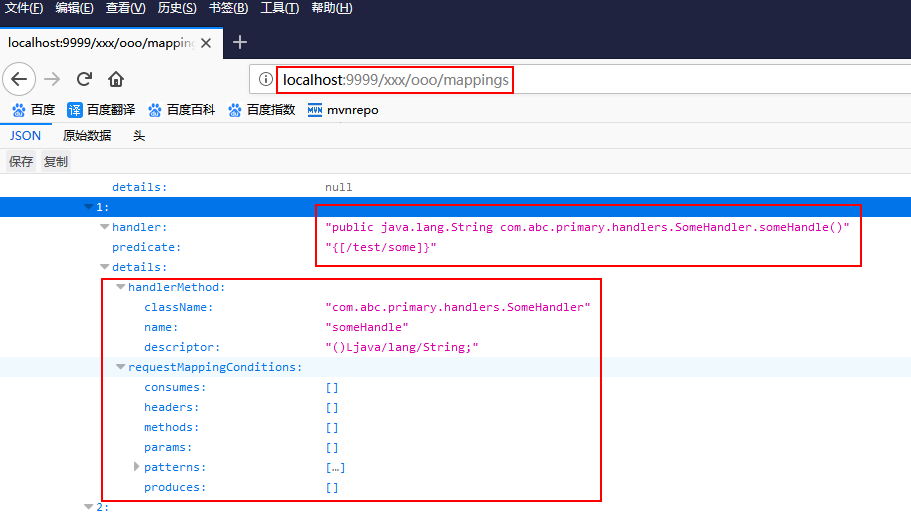 文件(F) 编辑(E) 查看(V) 历史(S) 书签(B) 工具(T) 帮助(H)
localhost:9999/xxx/ooo/mapping
localhost:9999/xxx/ooo/mappings
百度 百度翻译 百度百科 百度指数 mvnrepo
JSON 原始数据 头
保存 复制
details: null
1:
handler: "public java.lang.String com.abc.primary.handlers.SomeHandler.someHandle()"
predicate: "{[/test/some]}"
details:
handlerMethod:
className: "com.abc.primary.handlers.SomeHandler"
name: "someHandle"
descriptor: "()Ljava/lang/String;"
requestMappingConditions:
consumes: []
headers: []
methods: []
params: []
patterns: […]
produces: []
2: